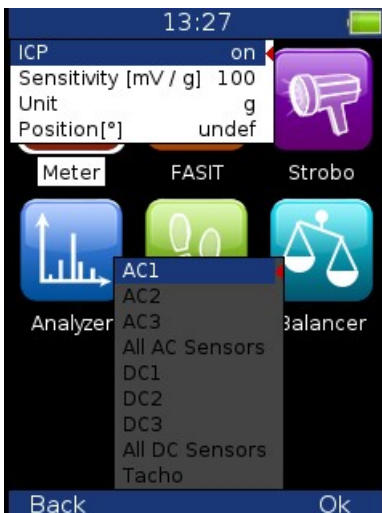 13:27
ICP on
Sensitivity [mV / g] 100
Unit g
Position[°] undef
Meter FASIT Strobo
Analyzer Balancer
AC1
AC2
AC3
All AC Sensors
DC1
DC2
DC3
All DC Sensors
Tacho
Back Ok